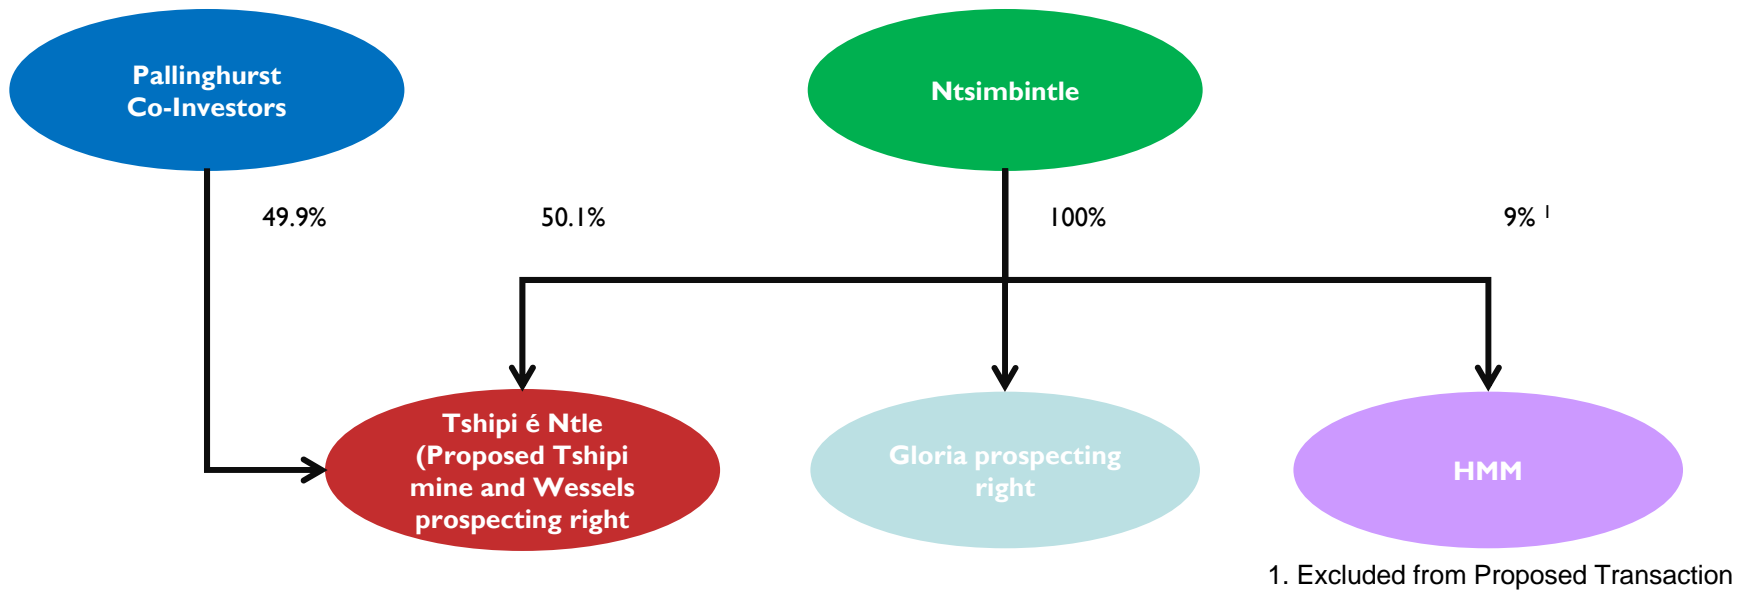 Pallinghurst
Co-Investors
Ntsimbintle
49.9%
50.1%
100%
9% 1
Tshipi é Ntle
(Proposed Tshipi
mine and Wessels
prospecting right
Gloria prospecting
right
HMM
1. Excluded from Proposed Transaction